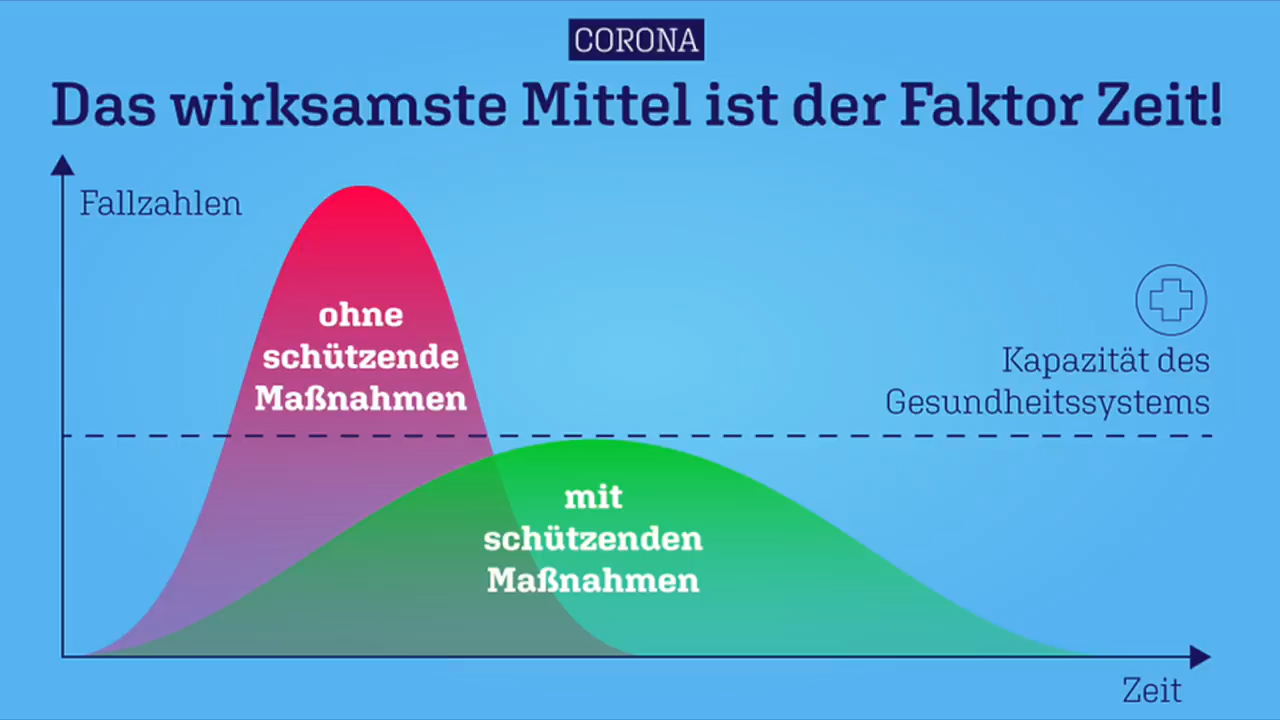 CORONA
Das wirksamste Mittel ist der Faktor Zeit!
Fallzahlen
ohne
schützende
Maßnahmen
Kapazität des
Gesundheitssystems
mit
schützenden
Maßnahmen
Zeit